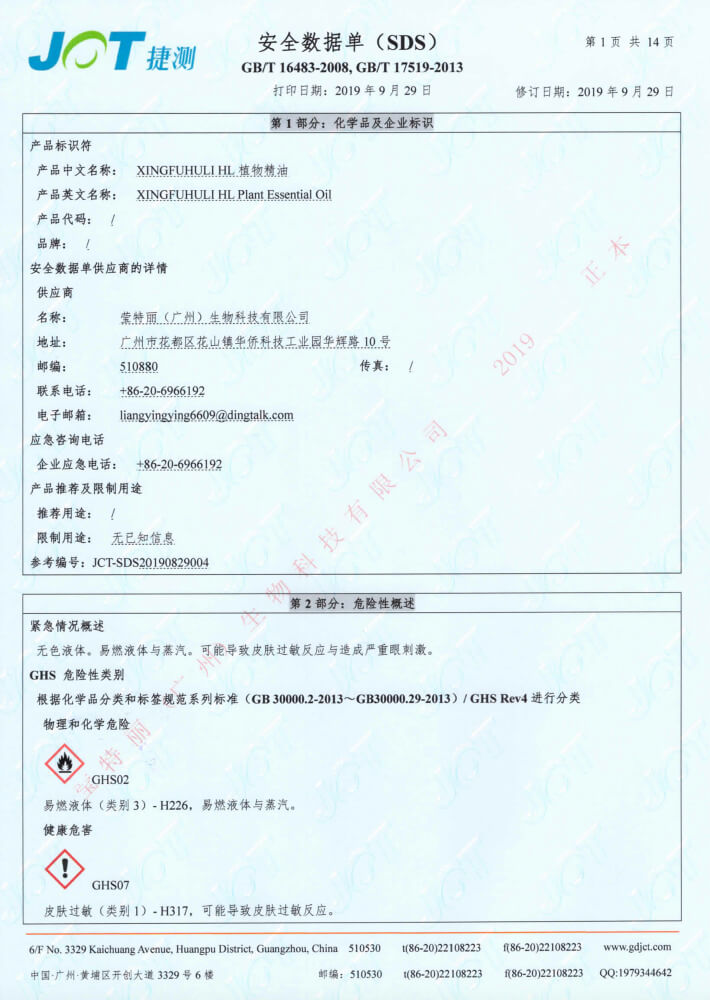 JCT 捷测
安全数据单（SDS）
GB/T 16483-2008, GB/T 17519-2013
第 1 页 共 14 页
打印日期：2019 年 9 月 29 日
修订日期：2019 年 9 月 29 日
第 1 部分：化学品及企业标识
产品标识符
产品中文名称： XINGFUHULI HL 植物精油
产品英文名称： XINGFUHULI HL Plant Essential Oil
产品代码： /
品牌： /
安全数据单供应商的详情
供应商
名称： 莹特丽（广州）生物科技有限公司
地址： 广州市花都区花山镇华侨科技工业园华辉路 10 号
邮编： 510880 传真： /
联系电话： +86-20-6966192
电子邮箱： liangyingying6609@dingtalk.com
应急咨询电话
企业应急电话： +86-20-6966192
产品推荐及限制用途
推荐用途： /
限制用途： 无已知信息
参考编号：JCT-SDS20190829004
第 2 部分：危险性概述
紧急情况概述
无色液体。易燃液体与蒸汽。可能导致皮肤过敏反应与造成严重眼刺激。
GHS 危险性类别
根据化学品分类和标签规范系列标准（GB 30000.2-2013～GB30000.29-2013）/ GHS Rev4 进行分类
物理和化学危险
GHS02
易燃液体（类别 3）- H226，易燃液体与蒸汽。
健康危害
GHS07
皮肤过敏（类别 1）- H317，可能导致皮肤过敏反应。
特丽（广州）生物科技有限公司 2019 正本
6/F No. 3329 Kaichuang Avenue, Huangpu District, Guangzhou, China 510530 t(86-20)22108223 f(86-20)22108223 www.gdjct.com
中国·广州·黄埔区开创大道 3329 号 6 楼 邮编：510530 t(86-20)22108223 f(86-20)22108223 QQ:1979344642